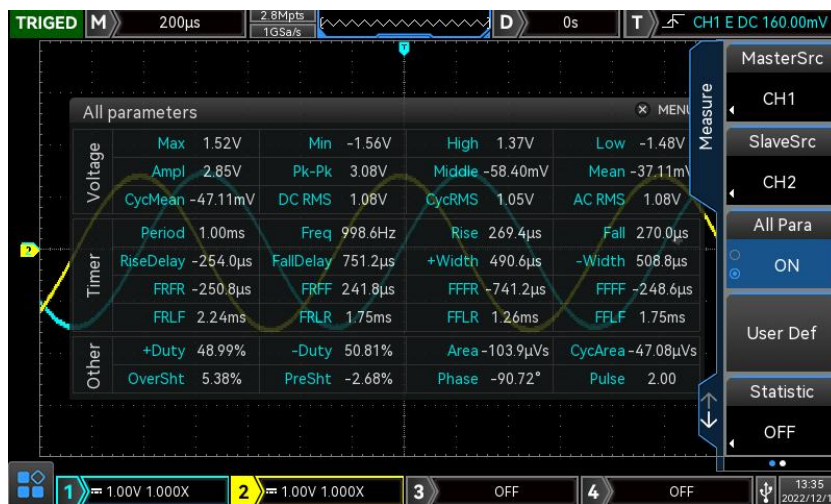 TRIGED M 200µs 2.8Mpts 1GSa/s D 0s T CH1 E DC 160.00mV
MasterSrc
CH1
SlaveSrc
CH2
All Para
ON
User Def
Statistic
OFF
Measure
All parameters MENU
Voltage
Max 1.52V Min -1.56V High 1.37V Low -1.48V
Ampl 2.85V Pk-Pk 3.08V Middle -58.40mV Mean -37.11mV
CycMean -47.11mV DC RMS 1.08V CycRMS 1.05V AC RMS 1.08V
Timer
Period 1.00ms Freq 998.6Hz Rise 269.4µs Fall 270.0µs
RiseDelay -254.0µs FallDelay 751.2µs +Width 490.6µs -Width 508.8µs
FRFR -250.8µs FRFF 241.8µs FFFR -741.2µs FFFF -248.6µs
FRLF 2.24ms FRLR 1.75ms FFLR 1.26ms FFLF 1.75ms
Other
+Duty 48.99% -Duty 50.81% Area -103.9µVs CycArea -47.08µVs
OverSht 5.38% PreSht -2.68% Phase -90.72° Pulse 2.00
T
2
1 1.00V 1.000X 2 1.00V 1.000X 3 OFF 4 OFF 13:35
2022/12/